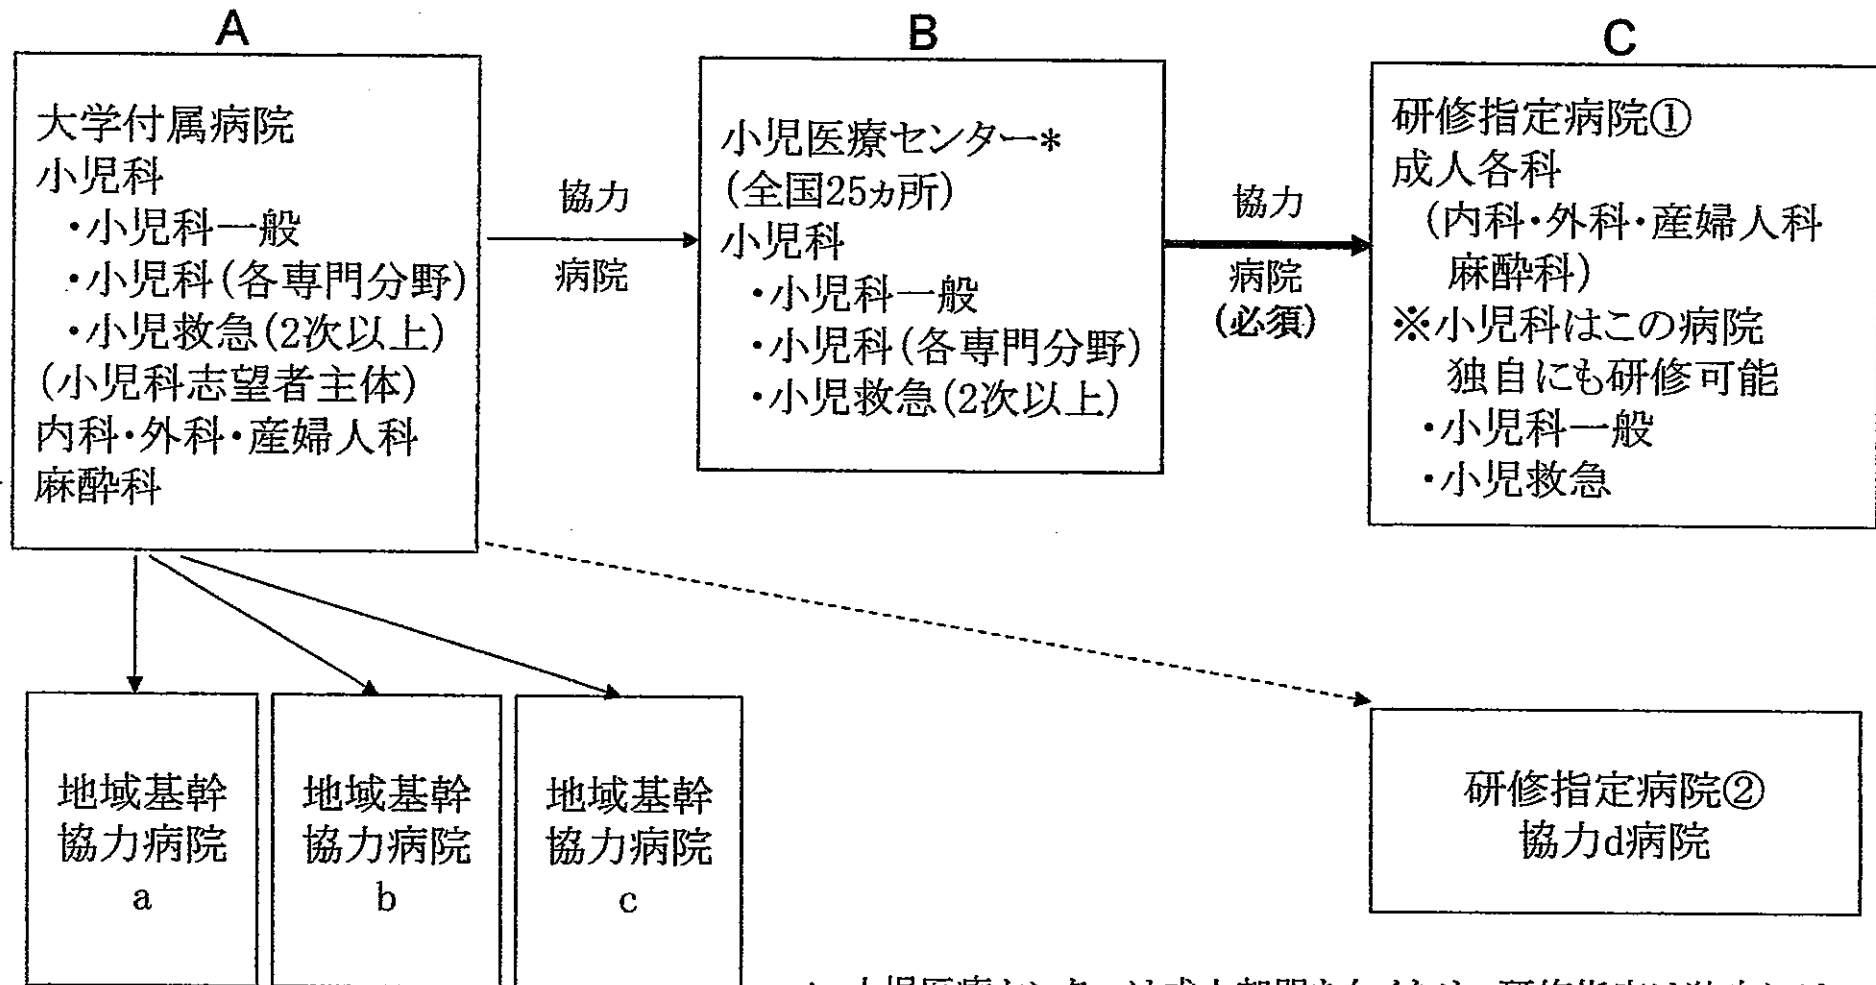 A
大学付属病院
小児科
・小児科一般
・小児科(各専門分野)
・小児救急(2次以上)
(小児科志望者主体)
内科・外科・産婦人科
麻酔科
協力
病院
B
小児医療センター*
(全国25ヵ所)
小児科
・小児科一般
・小児科(各専門分野)
・小児救急(2次以上)
協力
病院
(必須)
C
研修指定病院①
成人各科
(内科・外科・産婦人科
麻酔科)
※小児科はこの病院
独自にも研修可能
・小児科一般
・小児救急
地域基幹
協力病院
a
地域基幹
協力病院
b
地域基幹
協力病院
c
研修指定病院②
協力d病院